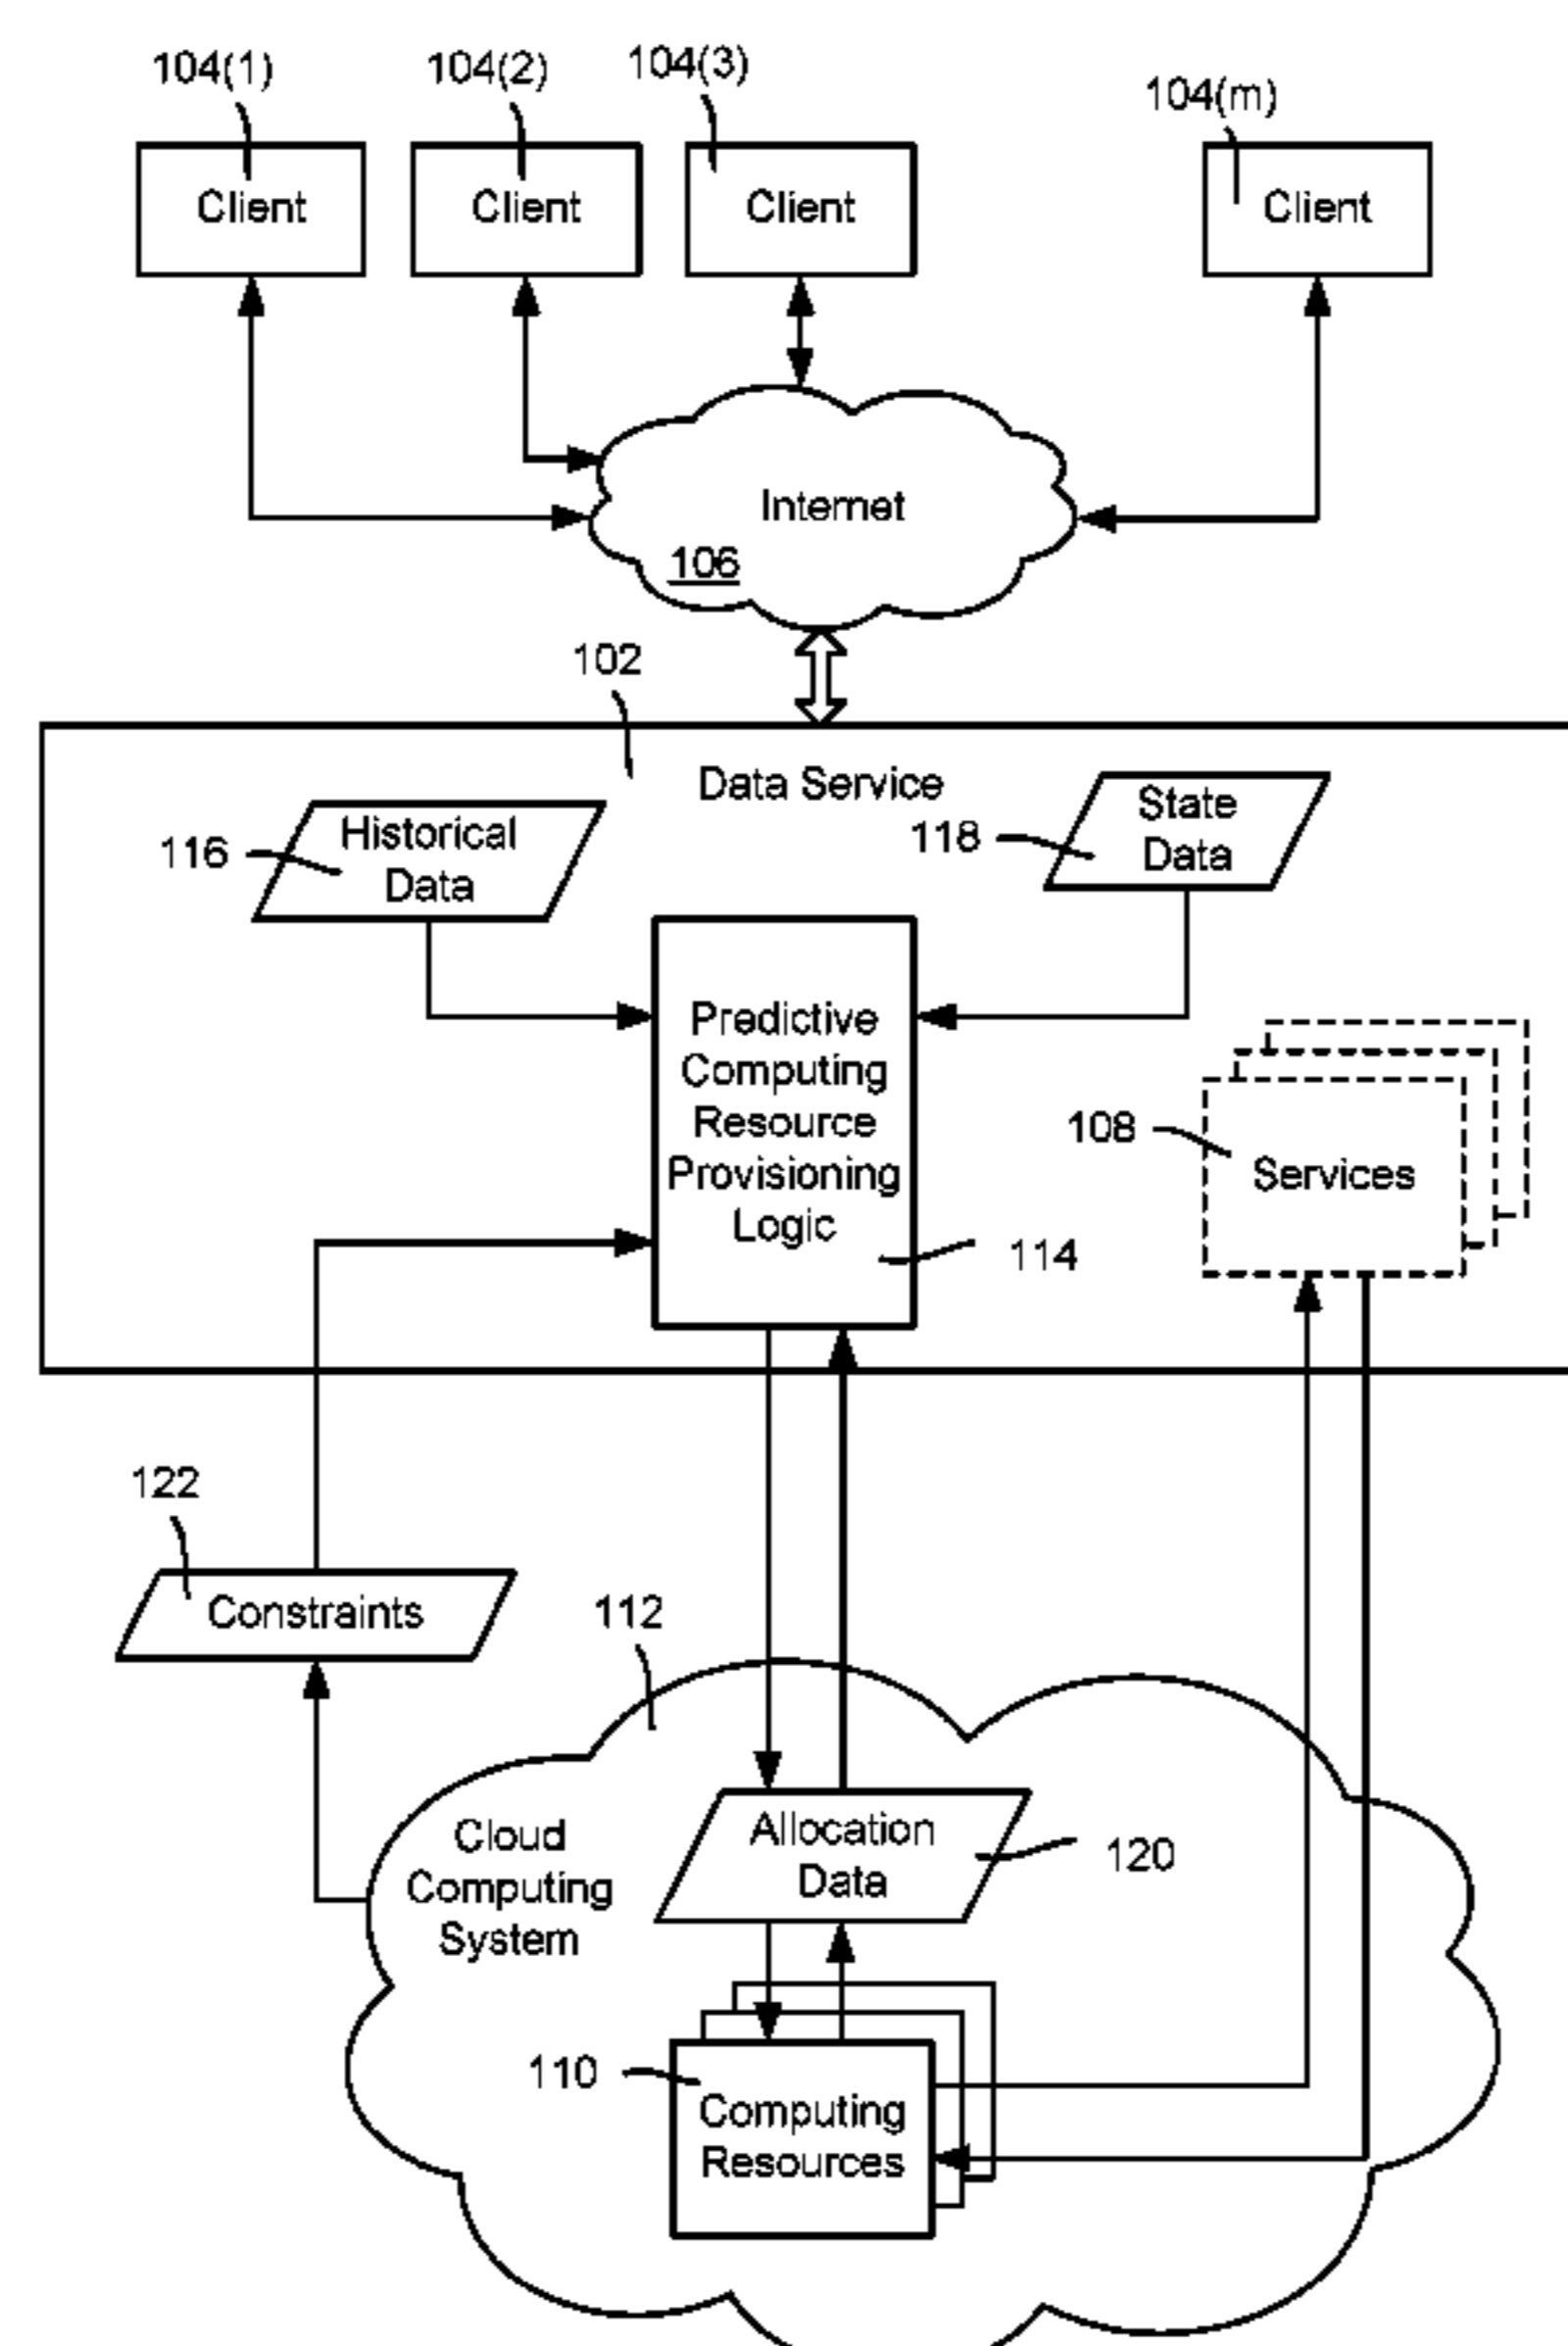 104(1)
104(2)
104(3)
104(m)
Client
Client
Client
Client
Internet
106
102
Data Service
Historical
Data
116
State
Data
118
Predictive
Computing
Resource
Provisioning
Logic
114
108
Services
122
Constraints
112
Cloud
Computing
System
Allocation
Data
120
110
Computing
Resources